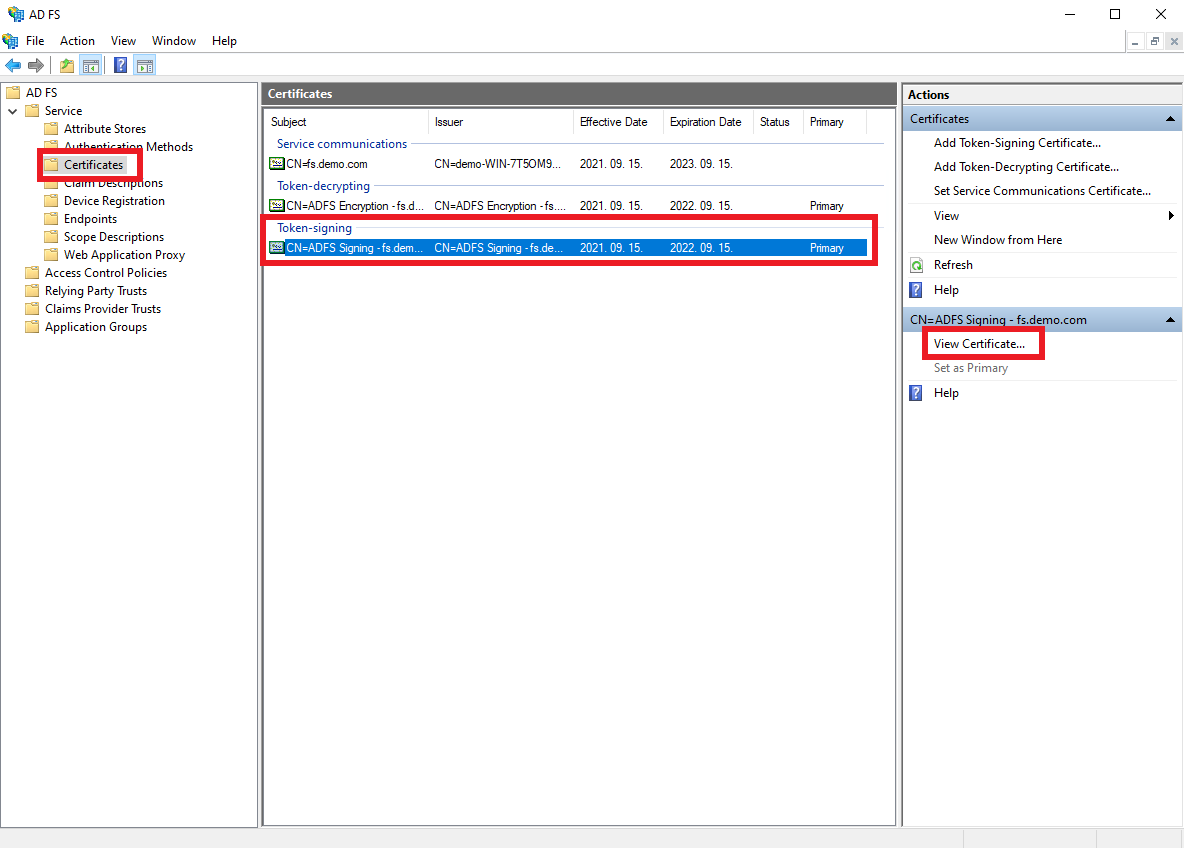 AD FS
File Action View Window Help
AD FS
Service
Attribute Stores
Authentication Methods
Certificates
Claim Descriptions
Device Registration
Endpoints
Scope Descriptions
Web Application Proxy
Access Control Policies
Relying Party Trusts
Claims Provider Trusts
Application Groups
Certificates
Subject Issuer Effective Date Expiration Date Status Primary
Service communications
CN=fs.demo.com CN=demo-WIN-7T5OM9... 2021. 09. 15. 2023. 09. 15.
Token-decrypting
CN=ADFS Encryption - fs.d... CN=ADFS Encryption - fs.... 2021. 09. 15. 2022. 09. 15. Primary
Token-signing
CN=ADFS Signing - fs.dem... CN=ADFS Signing - fs.de... 2021. 09. 15. 2022. 09. 15. Primary
Actions
Certificates
Add Token-Signing Certificate...
Add Token-Decrypting Certificate...
Set Service Communications Certificate...
View
New Window from Here
Refresh
Help
CN=ADFS Signing - fs.demo.com
View Certificate...
Set as Primary
Help